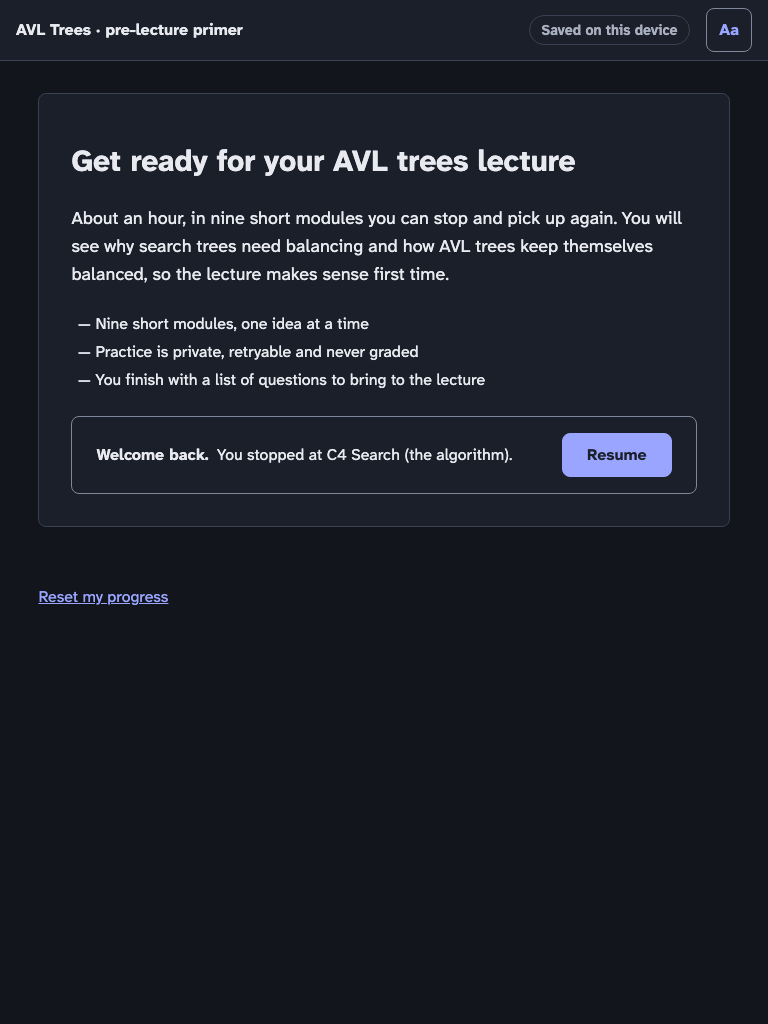 AVL Trees · pre-lecture primer
Saved on this device
Aa
Get ready for your AVL trees lecture
About an hour, in nine short modules you can stop and pick up again. You will
see why search trees need balancing and how AVL trees keep themselves
balanced, so the lecture makes sense first time.
— Nine short modules, one idea at a time
— Practice is private, retryable and never graded
— You finish with a list of questions to bring to the lecture
Welcome back. You stopped at C4 Search (the algorithm).
Resume
Reset my progress